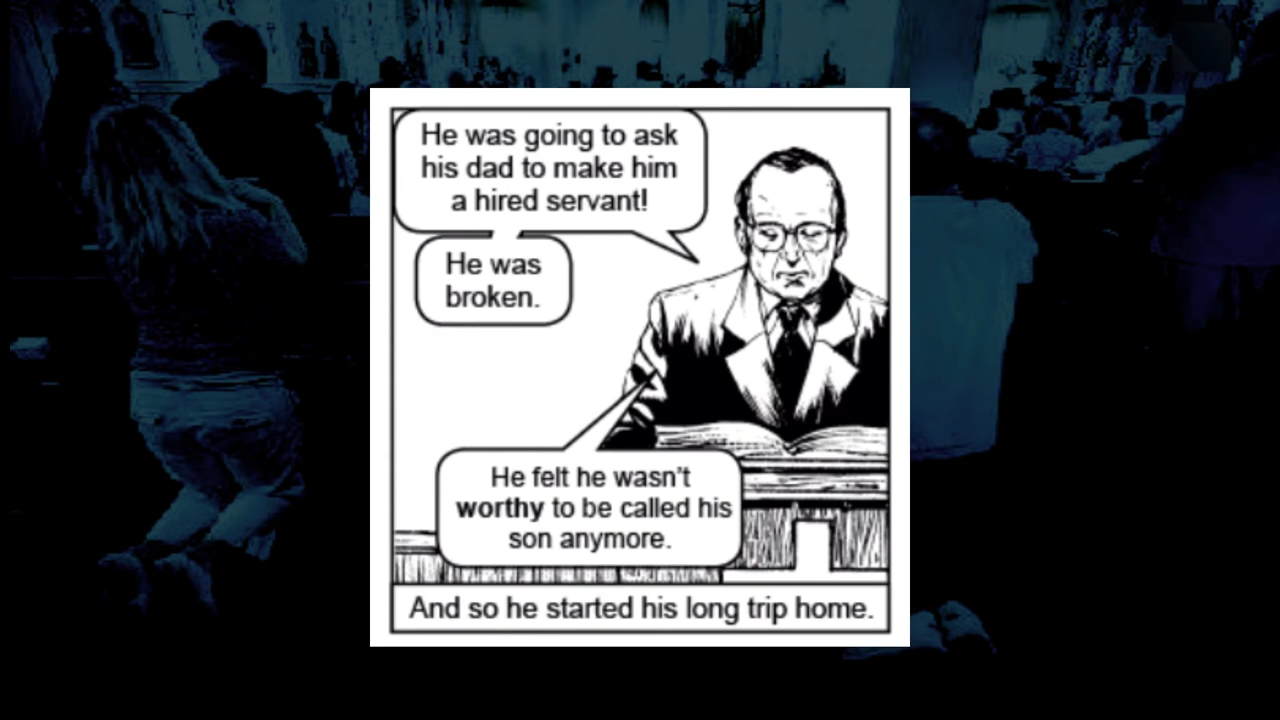 He was going to ask
his dad to make him
a hired servant!
He was
broken.
He felt he wasn't
worthy to be called his
son anymore.
And so he started his long trip home.